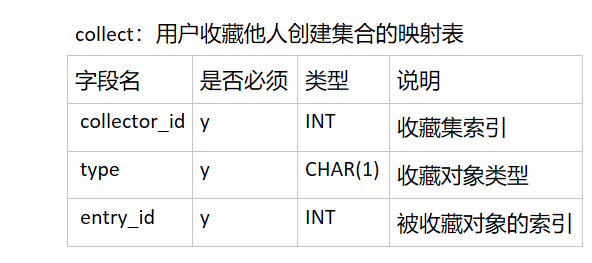 collect：用户收藏他人创建集合的映射表
字段名 是否必须 类型 说明
collector_id y INT 收藏集索引
type y CHAR(1) 收藏对象类型
entry_id y INT 被收藏对象的索引